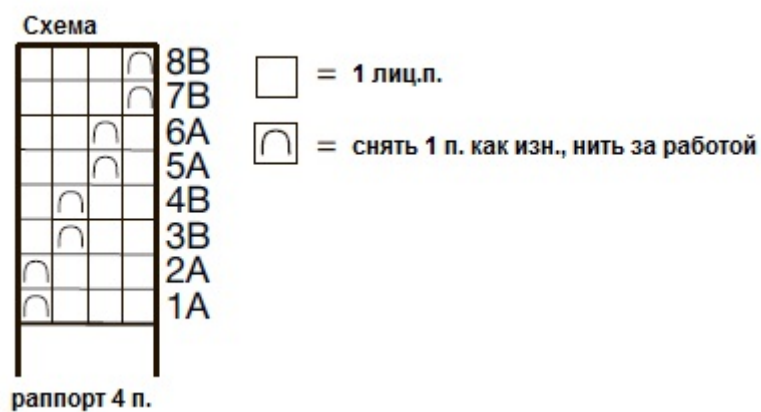 Схема
8B
7B
6A
5A
4B
3B
2A
1A
= 1 лиц.п.
= снять 1 п. как изн., нить за работой
раппорт 4 п.